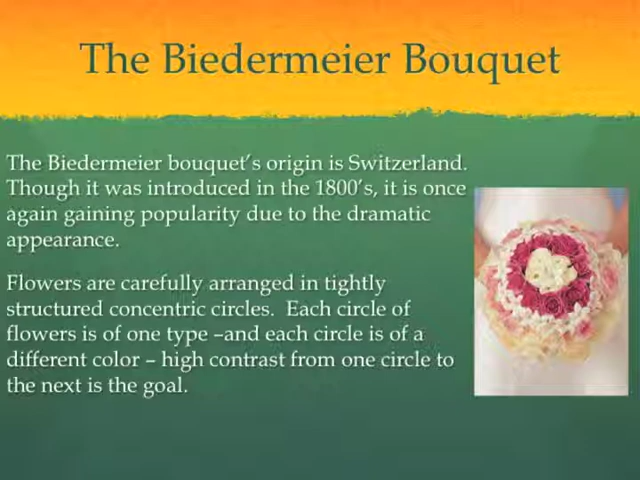 The Biedermeier Bouquet
The Biedermeier bouquet's origin is Switzerland.
Though it was introduced in the 1800's, it is once
again gaining popularity due to the dramatic
appearance.
Flowers are carefully arranged in tightly
structured concentric circles.  Each circle of
flowers is of one type –and each circle is of a
different color – high contrast from one circle to
the next is the goal.